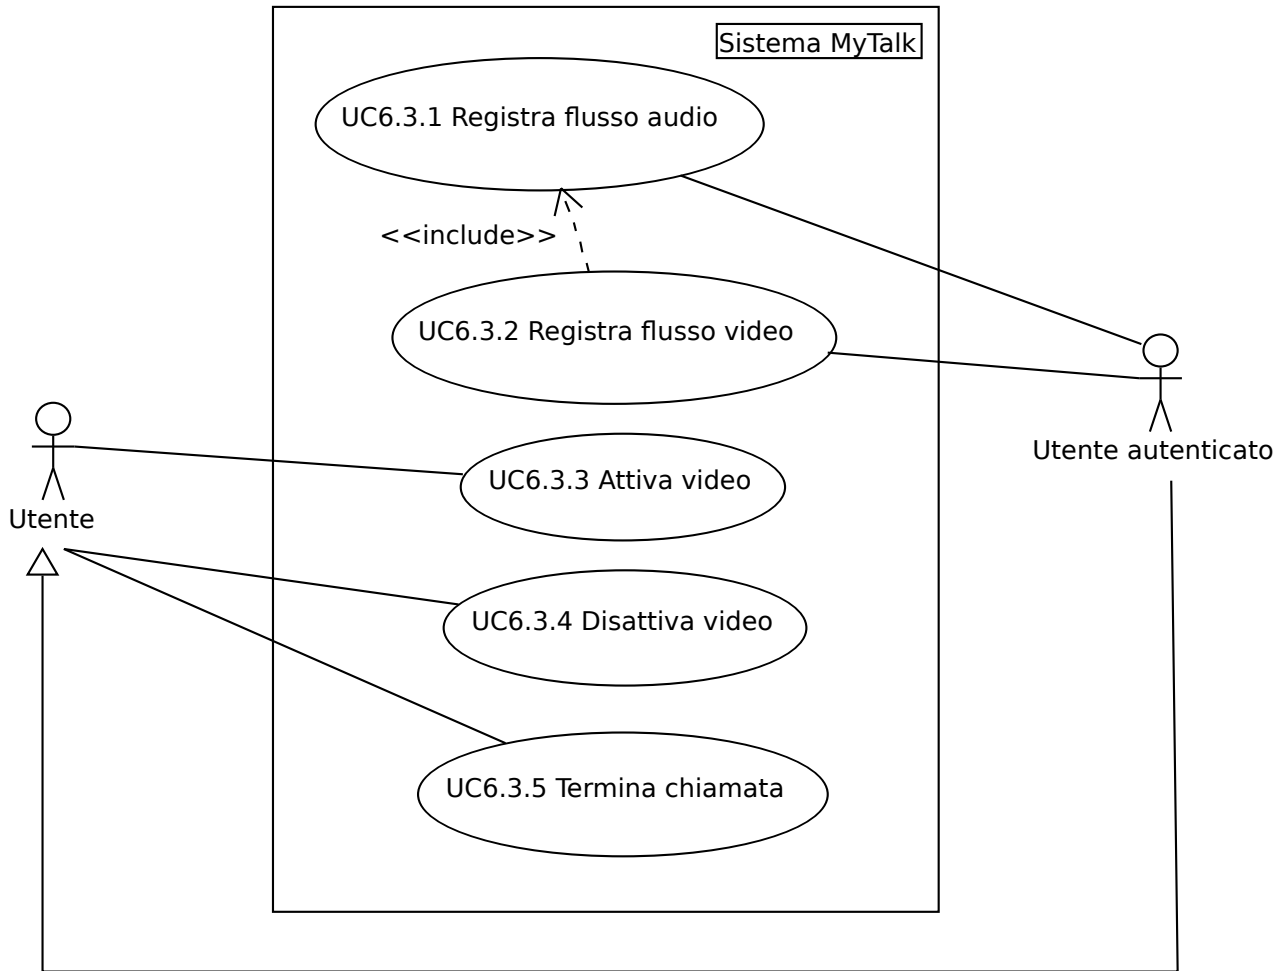 Sistema MyTalk
UC6.3.1 Registra flusso audio
<<include>>
UC6.3.2 Registra flusso video
Utente autenticato
UC6.3.3 Attiva video
Utente
UC6.3.4 Disattiva video
UC6.3.5 Termina chiamata